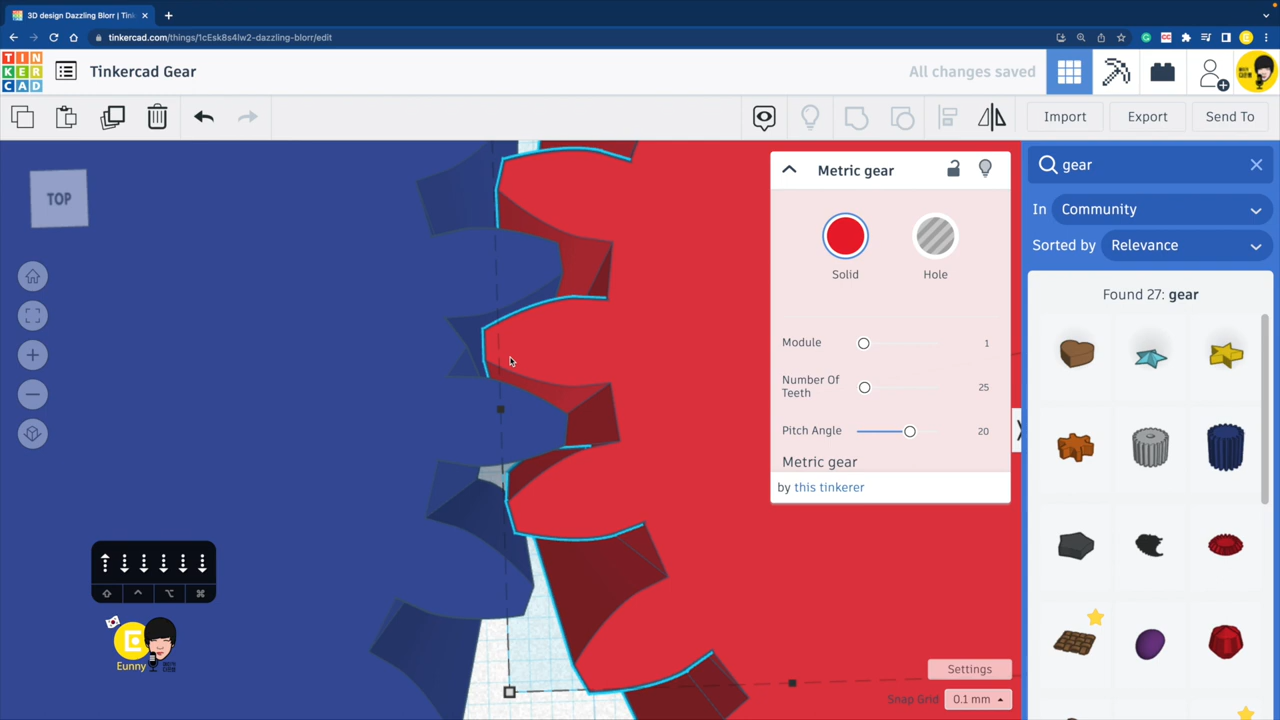 3D design Dazzling Blorr | Tink
tinkercad.com/things/1cEsk8s4lw2-dazzling-blorr/edit
TIN
KER
CAD
Tinkercad Gear
All changes saved
Import
Export
Send To
TOP
Metric gear
Solid
Hole
Module
1
Number Of
Teeth
25
Pitch Angle
20
Metric gear
by this tinkerer
gear
In
Community
Sorted by
Relevance
Found 27: gear
Eunny
Settings
Snap Grid
0.1 mm